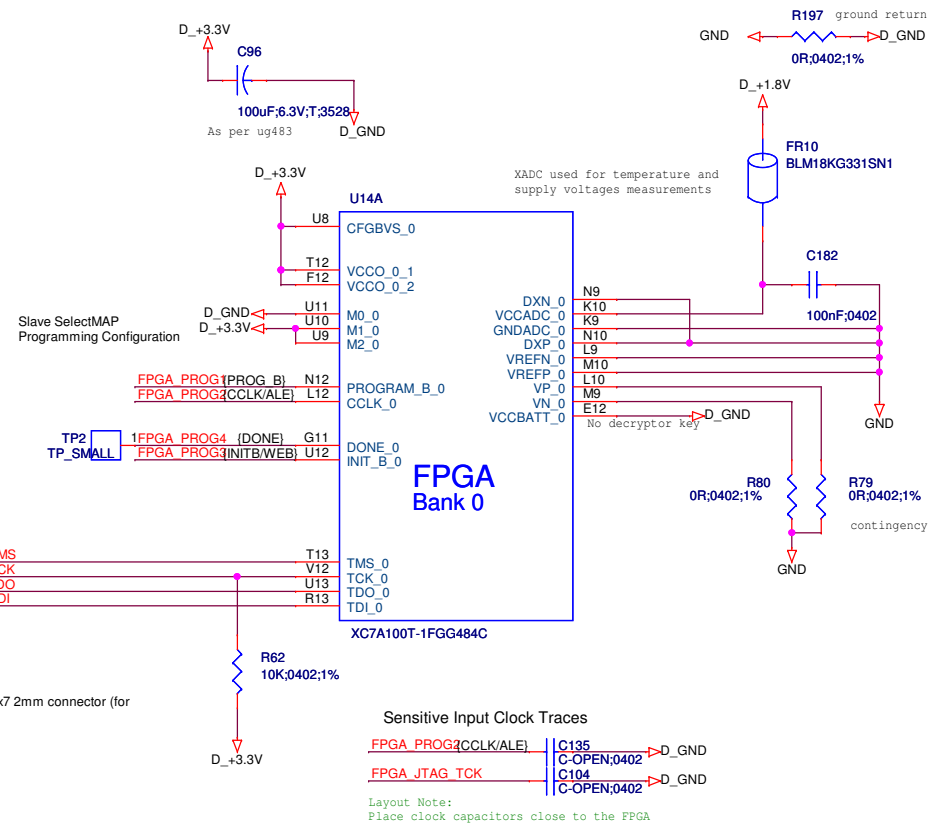 R197 ground return
D_+3.3V
GND
D_GND
C96
0R;0402;1%
D_+1.8V
100uF;6.3V;T;3528
As per ug483
D_GND
FR10
BLM18KG331SN1
D_+3.3V
XADC used for temperature and
supply voltages measurements
U14A
U8 CFGBVS_0
C182
T12 VCCO_0_1
F12 VCCO_0_2
100nF;0402
D_GND U11 M0_0
D_+3.3V U10 M1_0
U9 M2_0
Slave SelectMAP
Programming Configuration
DXN_0 N9
VCCADC_0 K10
GNDADC_0 K9
DXP_0 N10
VREFN_0 L9
VREFP_0 M10
VP_0 L10
VN_0 M9
VCCBATT_0 E12
D_GND
No decryptor key
GND
FPGA_PROG1 {PROG_B} N12 PROGRAM_B_0
FPGA_PROG2 {CCLK/ALE} L12 CCLK_0
TP2
TP_SMALL
1 FPGA_PROG4 {DONE} G11 DONE_0
FPGA_PROG3 {INITB/WEB} U12 INIT_B_0
FPGA
Bank 0
R80
0R;0402;1%
R79
0R;0402;1%
contingency
GND
MS T13 TMS_0
CK V12 TCK_0
DO U13 TDO_0
DI R13 TDI_0
XC7A100T-1FGG484C
R62
10K;0402;1%
x7 2mm connector (for
D_+3.3V
Sensitive Input Clock Traces
FPGA_PROG2 {CCLK/ALE} C135 D_GND
C-OPEN;0402
FPGA_JTAG_TCK C104 D_GND
C-OPEN;0402
Layout Note:
Place clock capacitors close to the FPGA